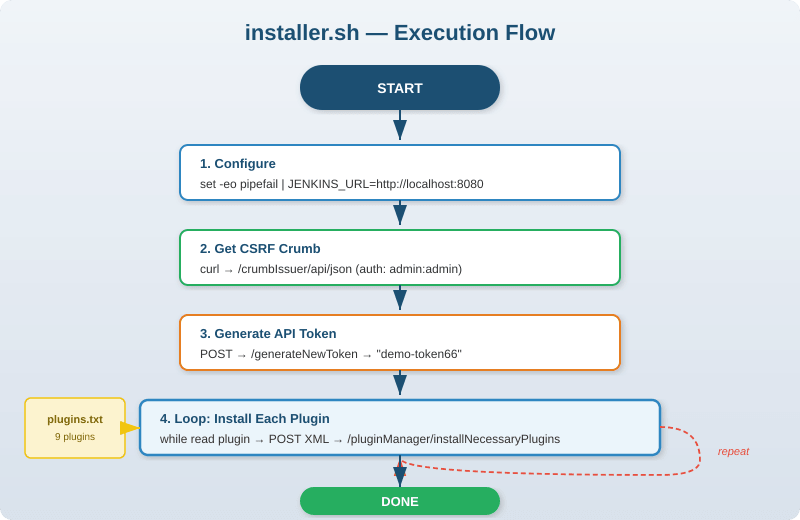 installer.sh — Execution Flow
START
1. Configure
set -eo pipefail | JENKINS_URL=http://localhost:8080
2. Get CSRF Crumb
curl → /crumbIssuer/api/json (auth: admin:admin)
3. Generate API Token
POST → /generateNewToken → "demo-token66"
plugins.txt
9 plugins
4. Loop: Install Each Plugin
while read plugin → POST XML → /pluginManager/installNecessaryPlugins
repeat
DONE